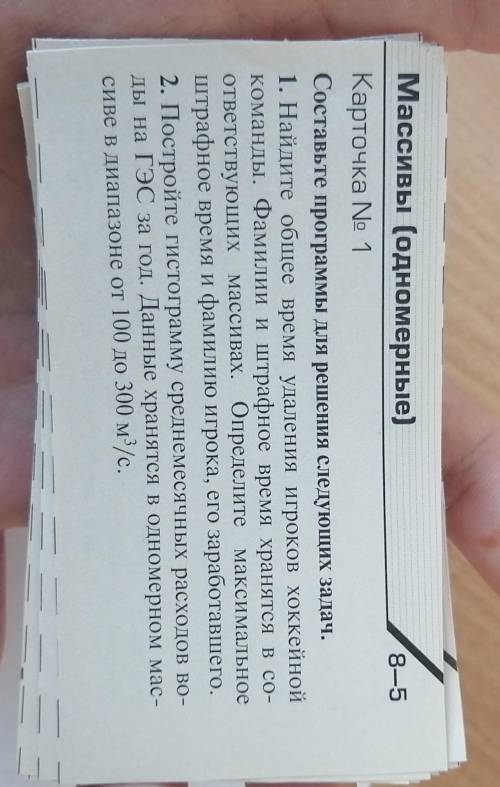 Массивы (одномерные)
8—5
Карточка № 1
Составьте программы для решения следующих задач.
1. Найдите общее время удаления игроков хоккейной
команды. Фамилии и штрафное время хранятся в со-
ответствующих массивах. Определите максимальное
штрафное время и фамилию игрока, его заработавшего.
2. Постройте гистограмму среднемесячных расходов во-
ды на ГЭС за год. Данные хранятся в одномерном мас-
сиве в диапазоне от 100 до 300 м³/с.